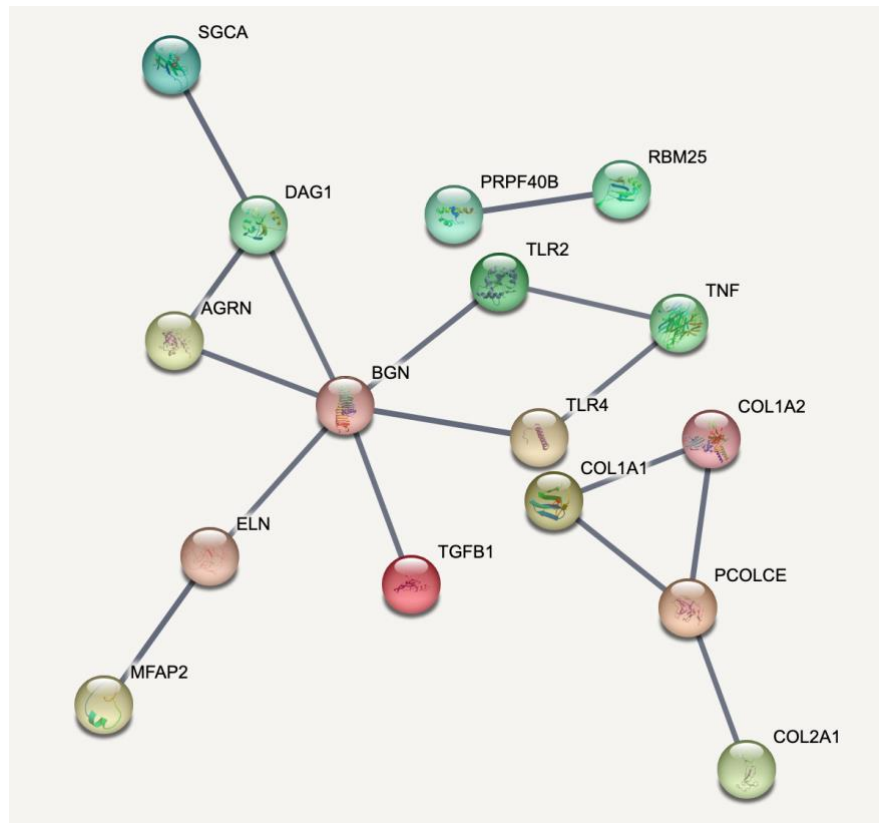 SGCA
RBM25
PRPF40B
DAG1
TLR2
TNF
AGRN
BGN
TLR4
COL1A2
COL1A1
ELN
TGFB1
PCOLCE
MFAP2
COL2A1